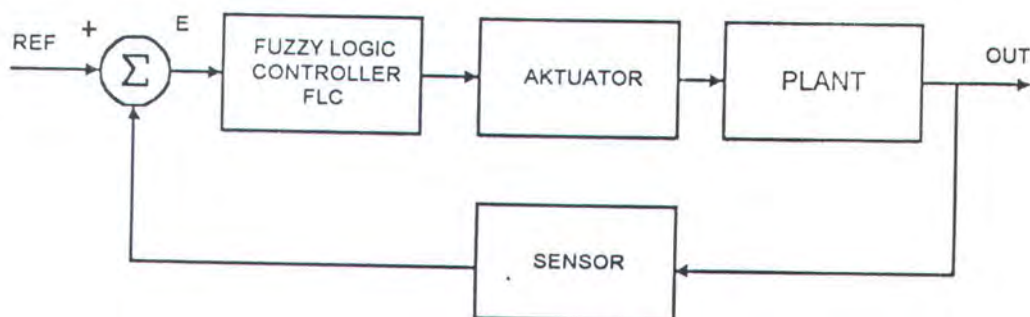 REF
+
Σ
E
FUZZY LOGIC
CONTROLLER
FLC
AKTUATOR
PLANT
OUT
SENSOR